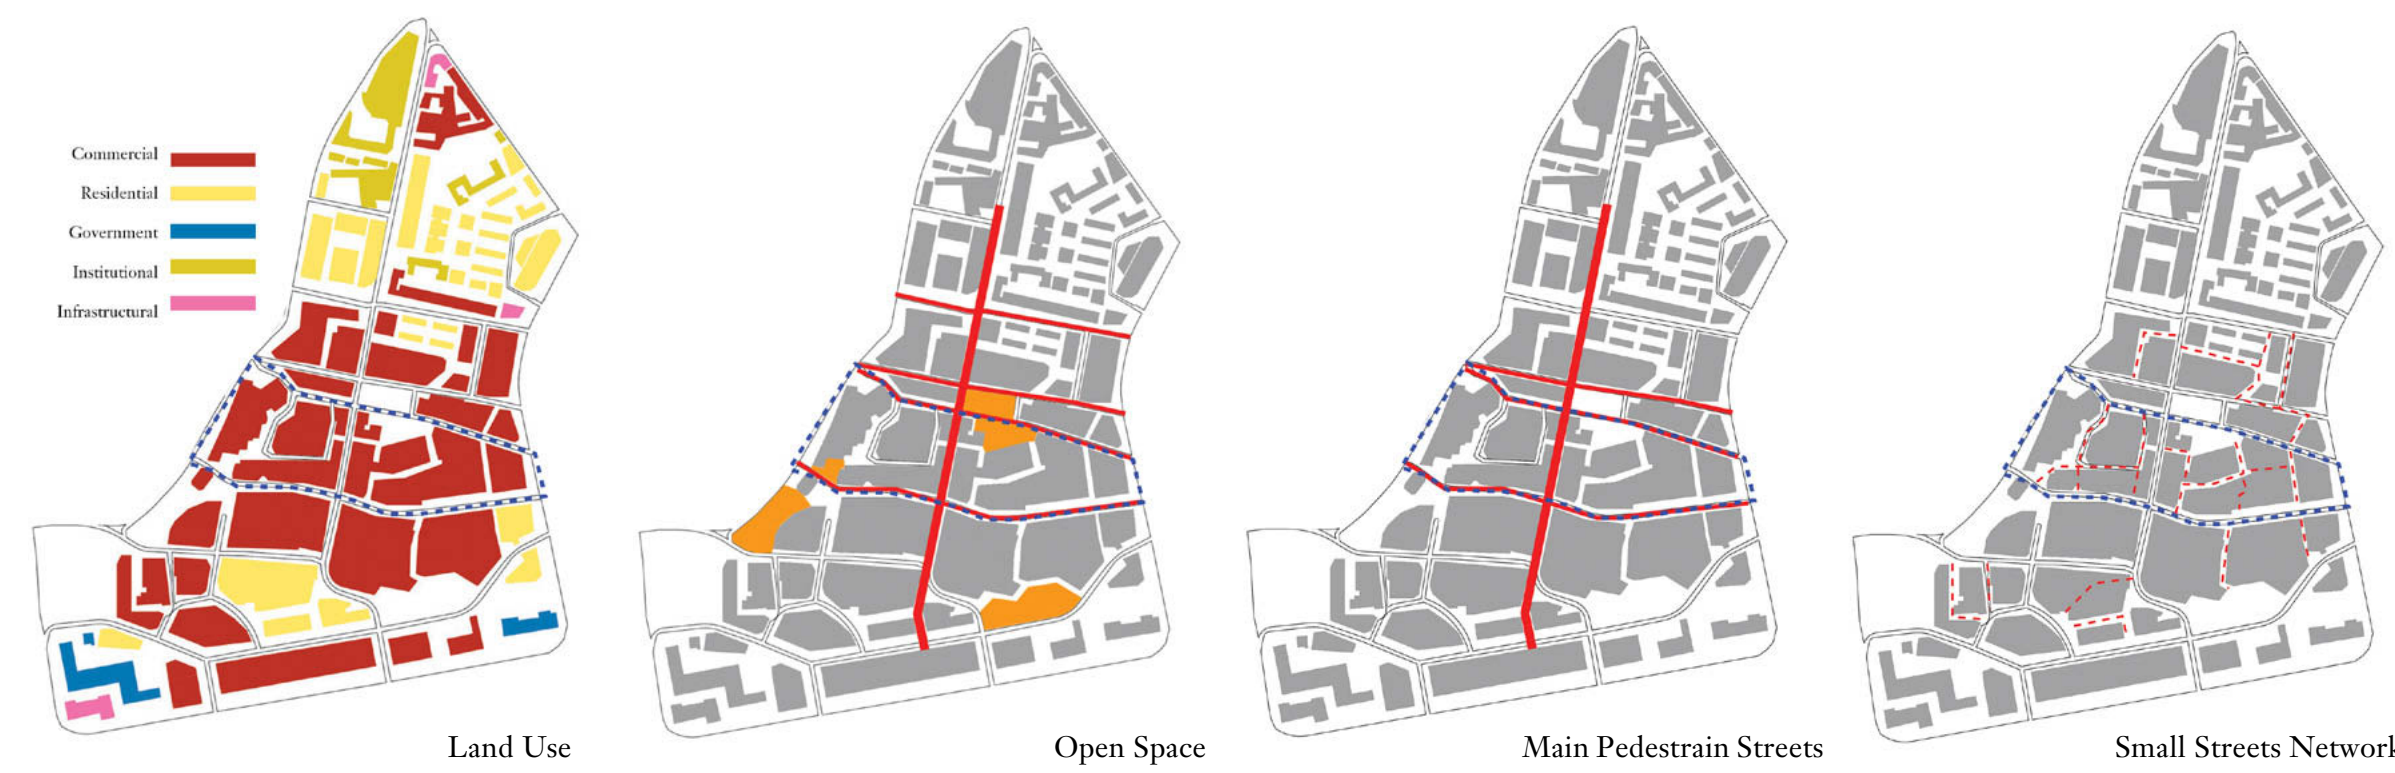 Commercial
Residential
Government
Institutional
Infrastructural
Land Use
Open Space
Main Pedestrain Streets
Small Streets Network